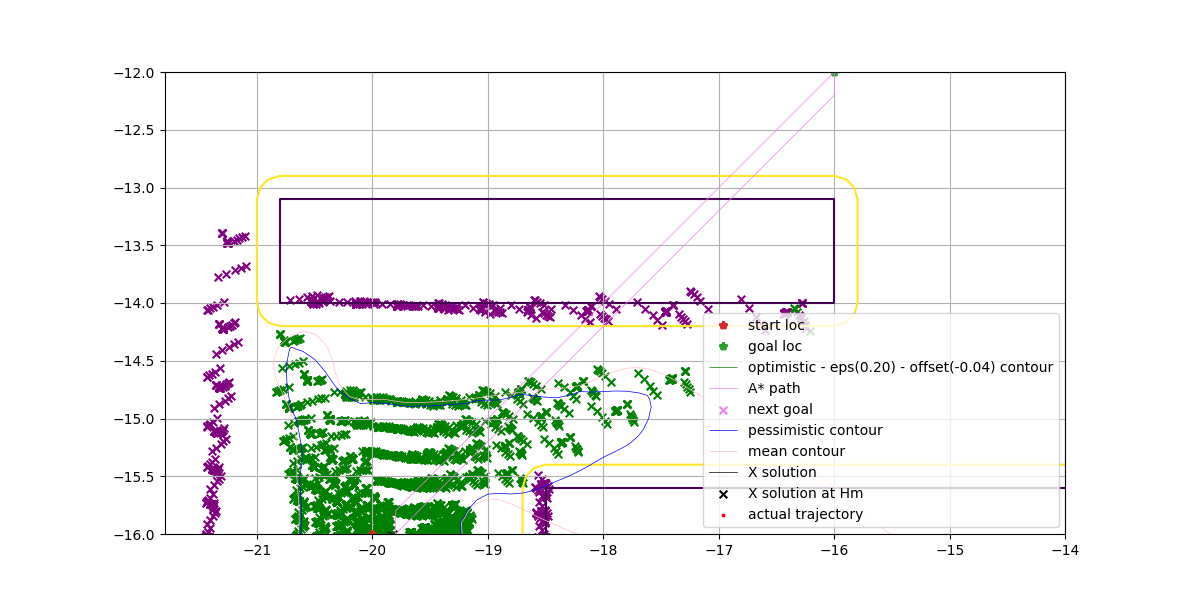 −12.0
−12.5
−13.0
−13.5
−14.0
−14.5
−15.0
−15.5
−16.0
−21
−20
−19
−18
−17
−16
−15
−14
start loc
goal loc
optimistic - eps(0.20) - offset(-0.04) contour
A* path
next goal
pessimistic contour
mean contour
X solution
X solution at Hm
actual trajectory